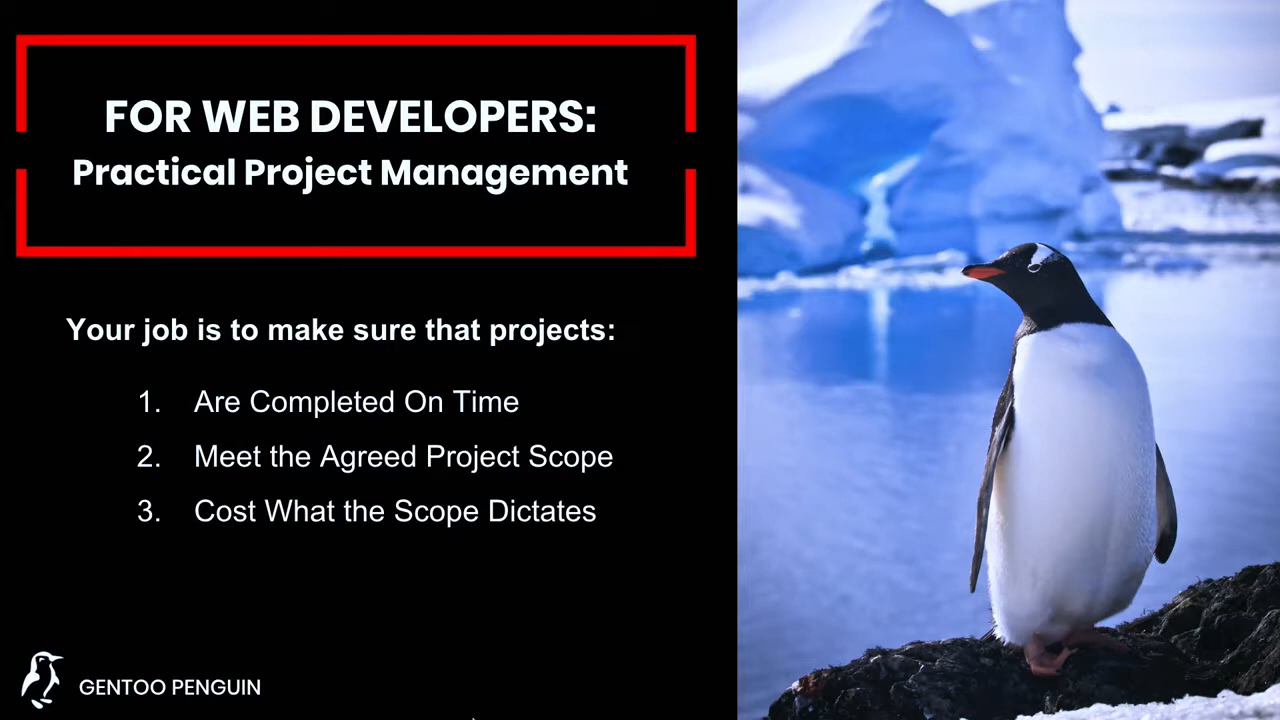 FOR WEB DEVELOPERS:
Practical Project Management
Your job is to make sure that projects:
1. Are Completed On Time
2. Meet the Agreed Project Scope
3. Cost What the Scope Dictates
GENTOO PENGUIN